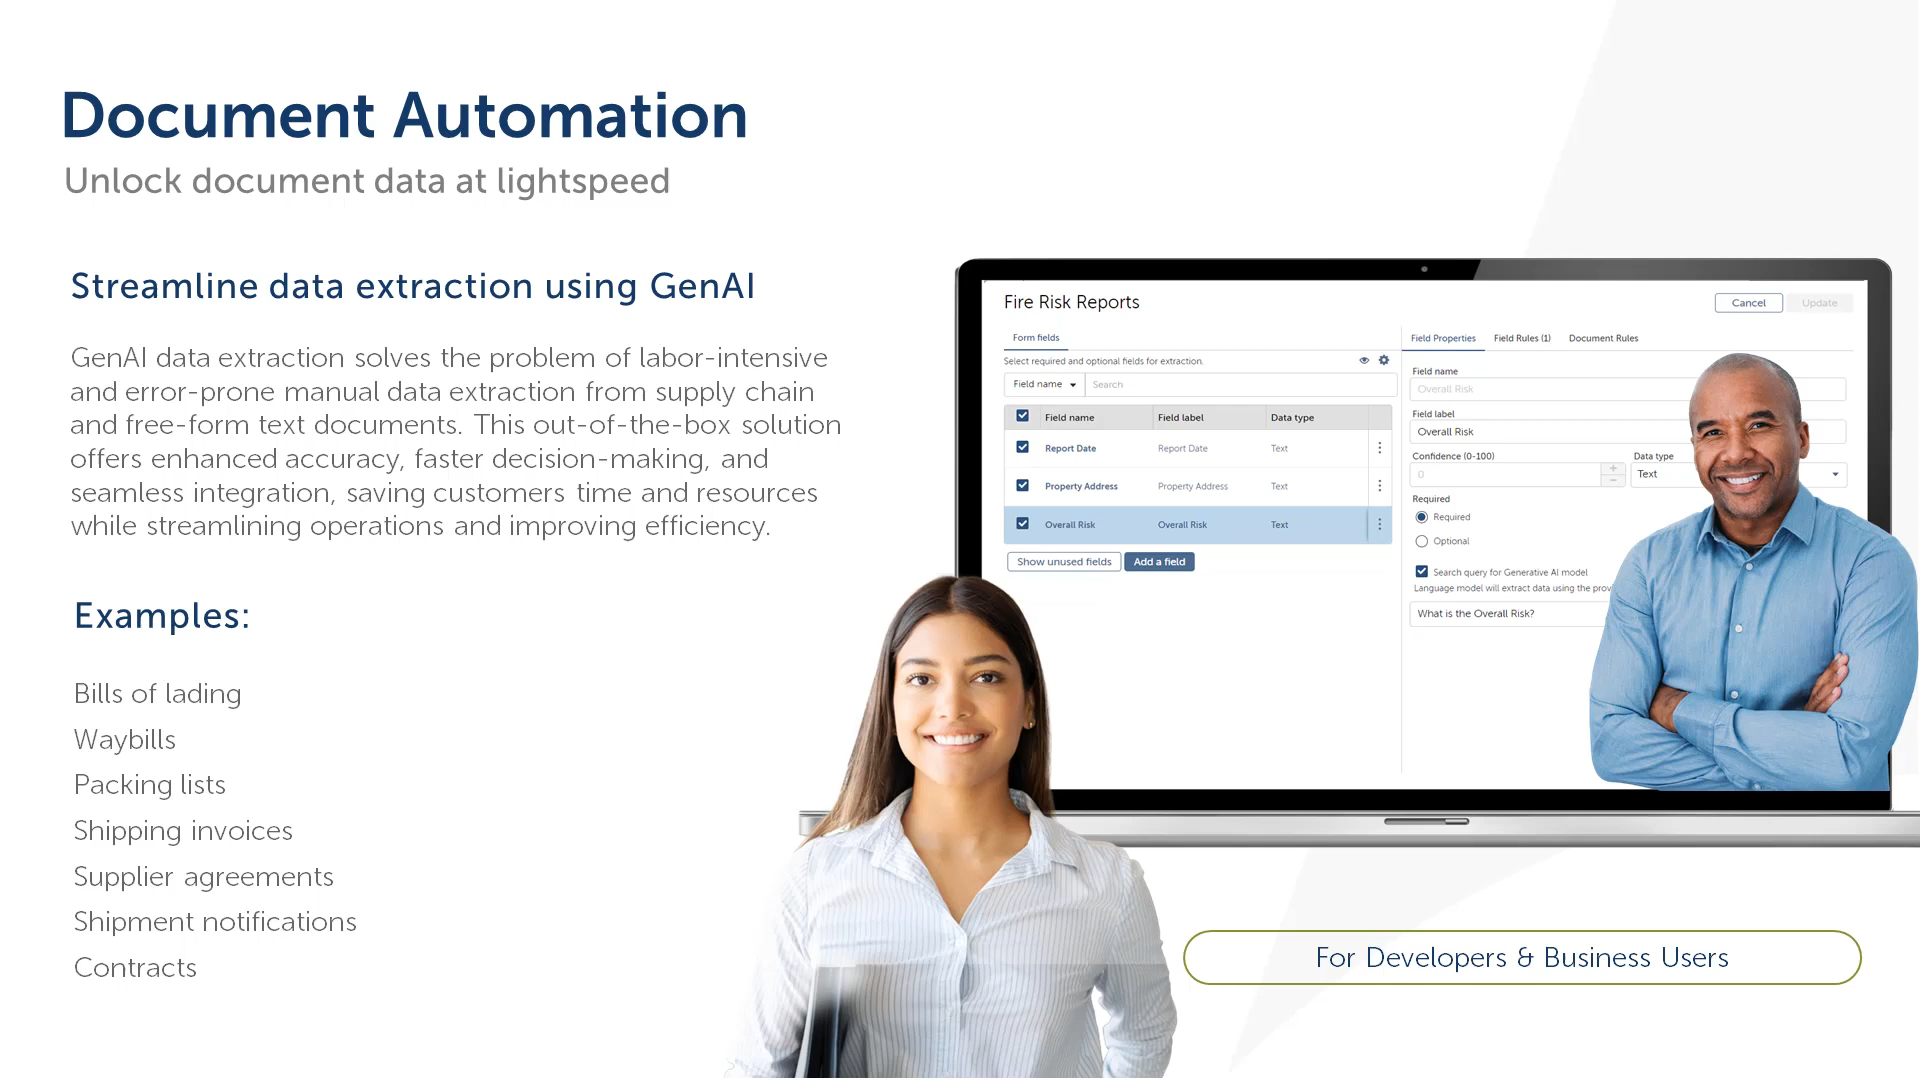 Document Automation
Unlock document data at lightspeed
Streamline data extraction using GenAI
GenAI data extraction solves the problem of labor-intensive
and error-prone manual data extraction from supply chain
and free-form text documents. This out-of-the-box solution
offers enhanced accuracy, faster decision-making, and
seamless integration, saving customers time and resources
while streamlining operations and improving efficiency.
Examples:
Bills of lading
Waybills
Packing lists
Shipping invoices
Supplier agreements
Shipment notifications
Contracts
Fire Risk Reports
Cancel
Update
Form fields
Select required and optional fields for extraction.
Field name
Search
Field name Field label Data type
Report Date Report Date Text
Property Address Property Address Text
Overall Risk Overall Risk Text
Show unused fields
Add a field
Field Properties Field Rules (1) Document Rules
Field name
Overall Risk
Field label
Overall Risk
Confidence (0-100) Data type
0 Text
Required
Required
Optional
Search query for Generative AI model
Language model will extract data using the
What is the Overall Risk?
For Developers & Business Users